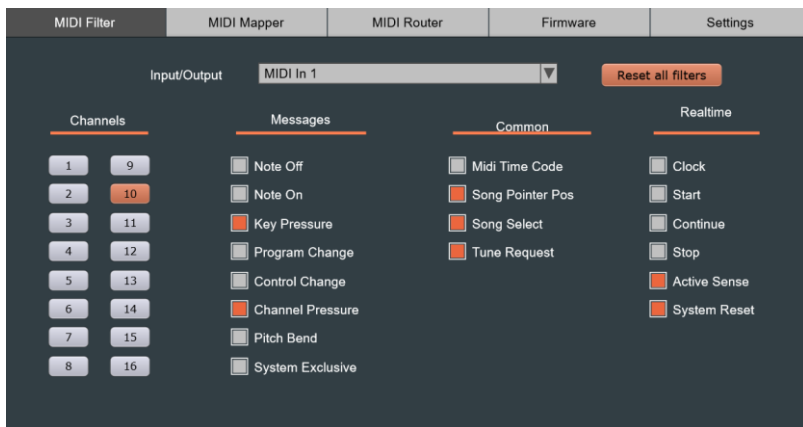 MIDI Filter MIDI Mapper MIDI Router Firmware Settings
Input/Output MIDI In 1 Reset all filters
Channels
1 9
2 10
3 11
4 12
5 13
6 14
7 15
8 16
Messages
Note Off
Note On
Key Pressure
Program Change
Control Change
Channel Pressure
Pitch Bend
System Exclusive
Common
Midi Time Code
Song Pointer Pos
Song Select
Tune Request
Realtime
Clock
Start
Continue
Stop
Active Sense
System Reset